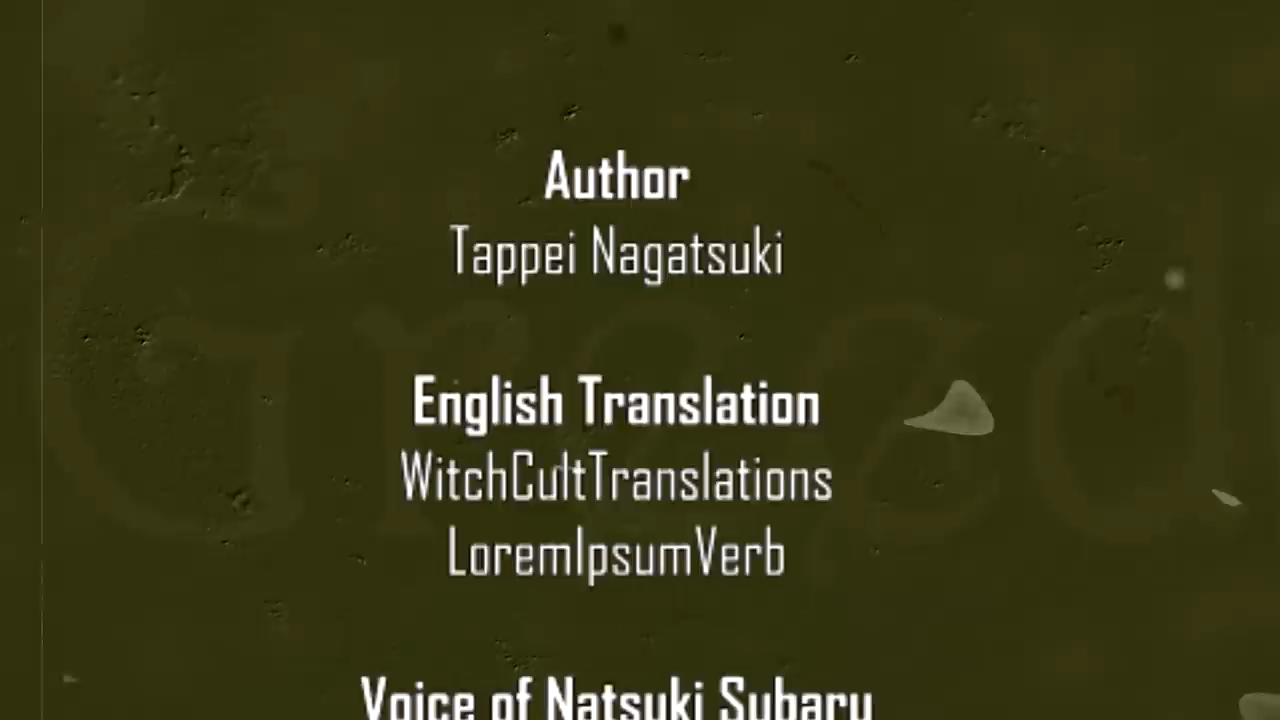 Author
Tappei Nagatsuki
English Translation
WitchCultTranslations
LoremIpsumVerb
Voice of Natsuki Subaru